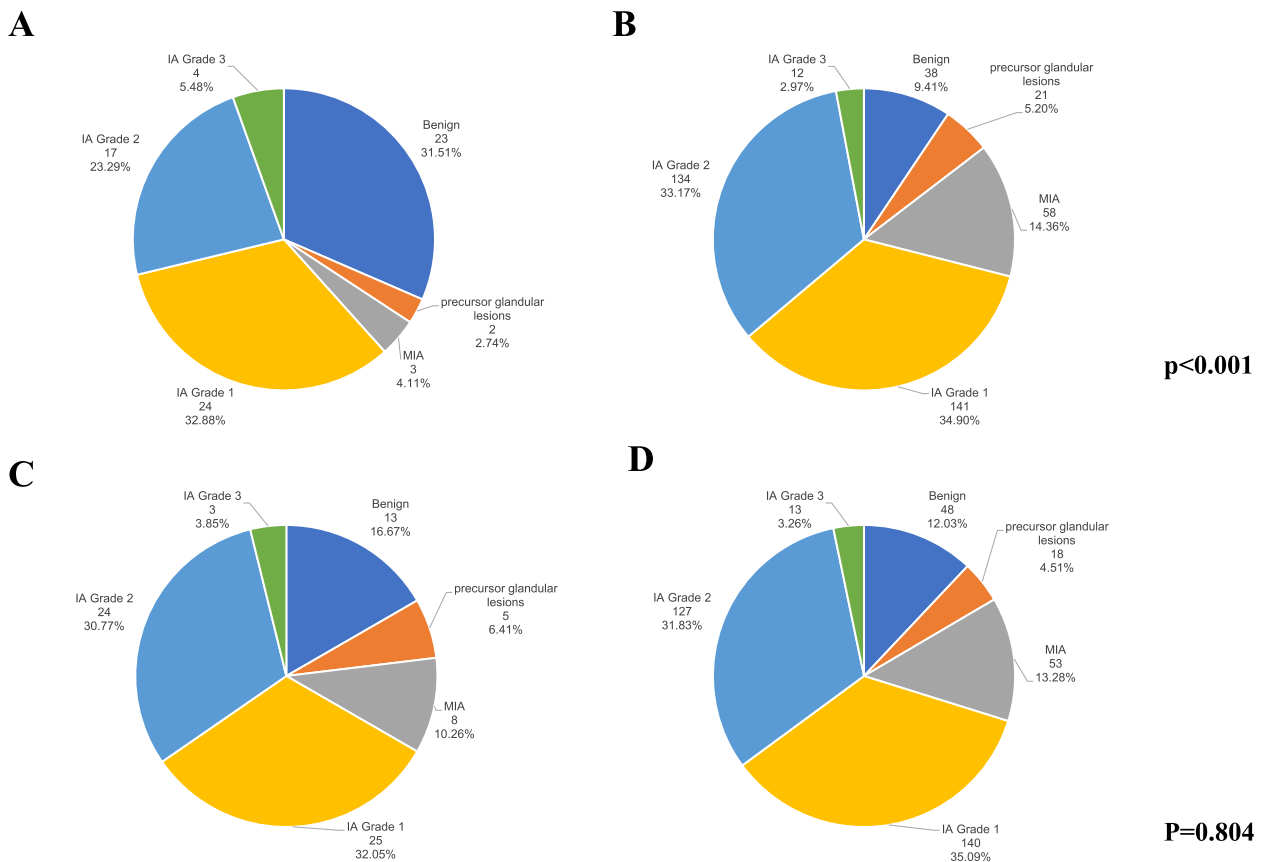 A
IA Grade 3
4
5.48%
Benign
23
31.51%
precursor glandular
lesions
2
2.74%
MIA
3
4.11%
IA Grade 1
24
32.88%
IA Grade 2
17
23.29%
B
IA Grade 3
12
2.97%
Benign
38
9.41%
precursor glandular
lesions
21
5.20%
MIA
58
14.36%
IA Grade 1
141
34.90%
IA Grade 2
134
33.17%
p<0.001
C
IA Grade 3
3
3.85%
Benign
13
16.67%
precursor glandular
lesions
5
6.41%
MIA
8
10.26%
IA Grade 1
25
32.05%
IA Grade 2
24
30.77%
D
IA Grade 3
13
3.26%
Benign
48
12.03%
precursor glandular
lesions
18
4.51%
MIA
53
13.28%
IA Grade 1
140
35.09%
IA Grade 2
127
31.83%
P=0.804